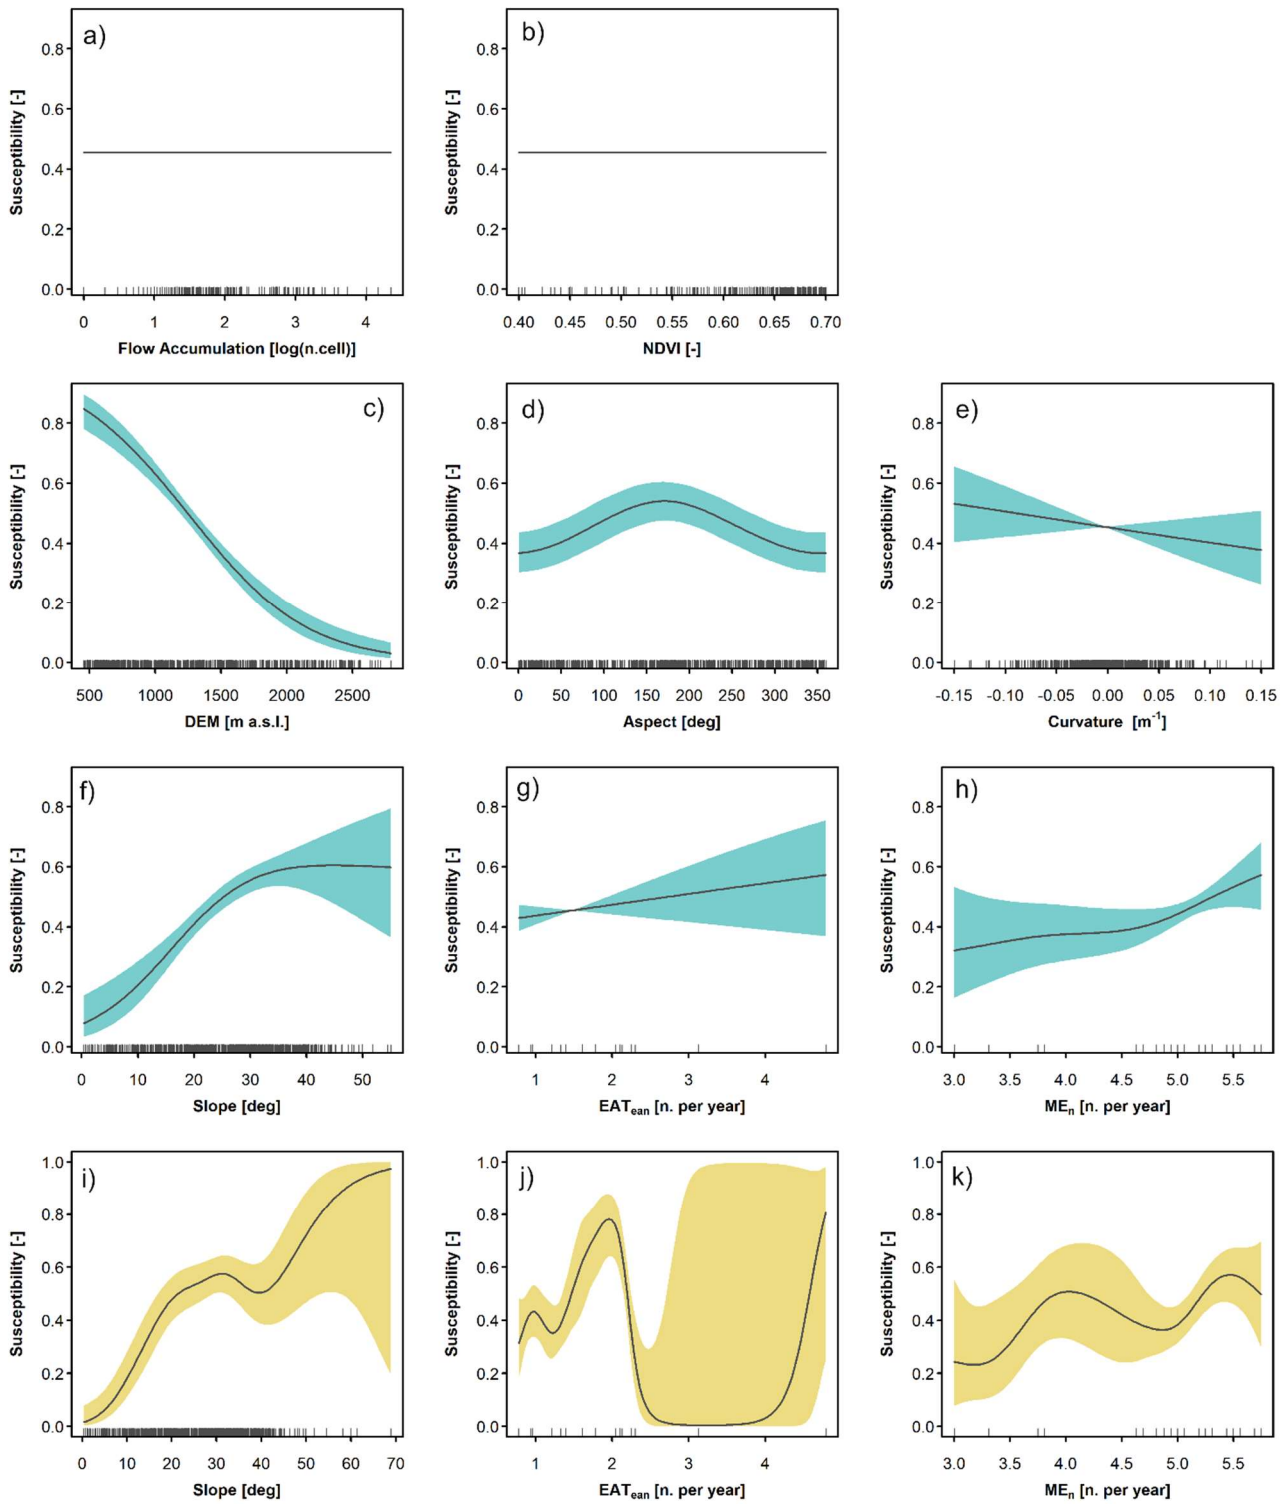 a)
Susceptibility [-]
0.8
0.6
0.4
0.2
0.0
0 1 2 3 4
Flow Accumulation [log(n.cell)]
b)
Susceptibility [-]
0.8
0.6
0.4
0.2
0.0
0.40 0.45 0.50 0.55 0.60 0.65 0.70
NDVI [-]
c)
Susceptibility [-]
0.8
0.6
0.4
0.2
0.0
500 1000 1500 2000 2500
DEM [m a.s.l.]
d)
Susceptibility [-]
0.8
0.6
0.4
0.2
0.0
0 50 100 150 200 250 300 350
Aspect [deg]
e)
Susceptibility [-]
0.8
0.6
0.4
0.2
0.0
-0.15 -0.10 -0.05 0.00 0.05 0.10 0.15
Curvature [m⁻¹]
f)
Susceptibility [-]
0.8
0.6
0.4
0.2
0.0
0 10 20 30 40 50
Slope [deg]
g)
Susceptibility [-]
0.8
0.6
0.4
0.2
0.0
1 2 3 4
EATₑₐₙ [n. per year]
h)
Susceptibility [-]
0.8
0.6
0.4
0.2
0.0
3.0 3.5 4.0 4.5 5.0 5.5
MEₙ [n. per year]
i)
Susceptibility [-]
1.0
0.8
0.6
0.4
0.2
0.0
0 10 20 30 40 50 60 70
Slope [deg]
j)
Susceptibility [-]
1.0
0.8
0.6
0.4
0.2
0.0
1 2 3 4
EATₑₐₙ [n. per year]
k)
Susceptibility [-]
1.0
0.8
0.6
0.4
0.2
0.0
3.0 3.5 4.0 4.5 5.0 5.5
MEₙ [n. per year]